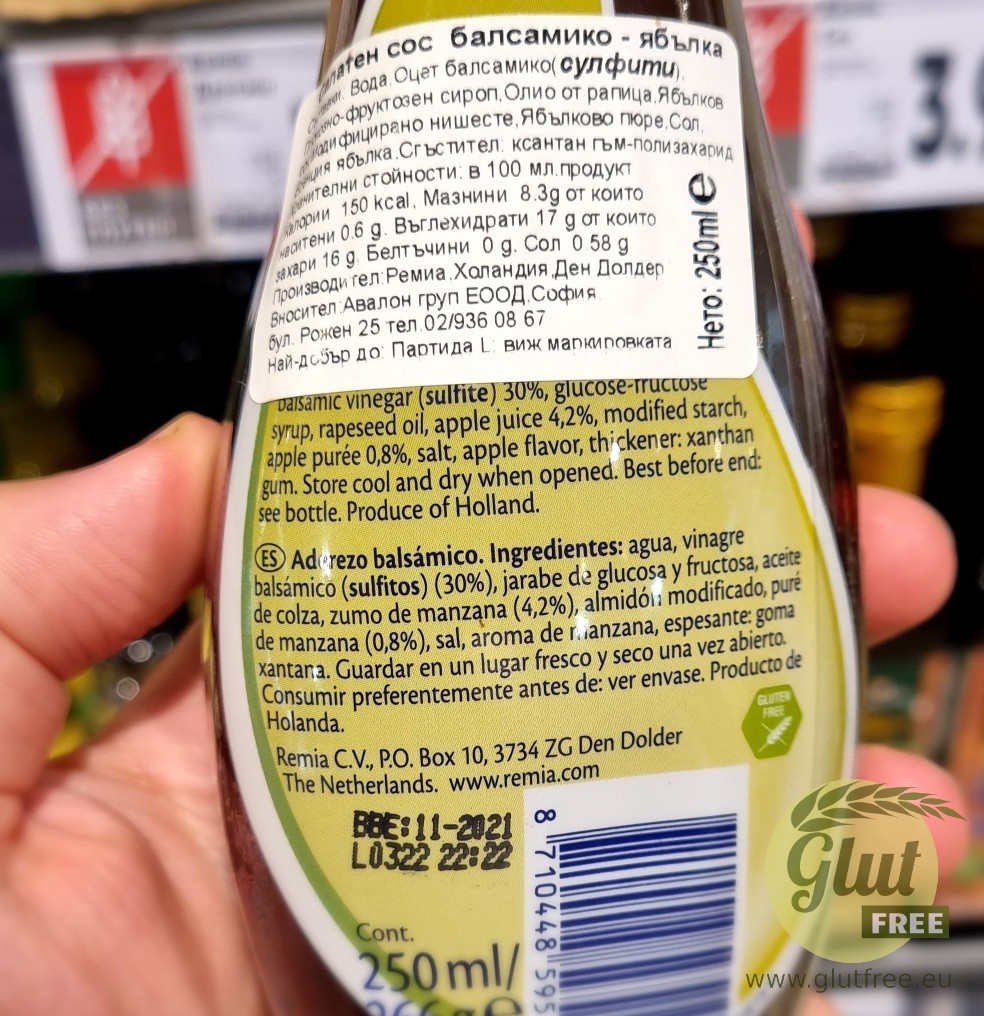 сос балсамико - ябълка
Вода.Оцет балсамико(сулфити).
фруктозен сироп,Олио от рапица.Ябълков
модифицирано нишесте,Ябълково пюре,Сол,
ябълка.Сгъстител: ксантан гъм-полизахарид
стойности: в 100 мл.продукт
150 kcal, Мазнини 8.3g от които
наситени 0.6 g. Въглехидрати 17 g от които
захари 16 g. Белтъчини 0 g. Сол 0.58 g
Производител:Ремиа,Холандия,Ден Долдер
Вносител:Авалон груп ЕООД,София
бул. Рожен 25 тел.02/936 08 67
Най-добър до: Партида L: виж маркировката
Нето: 250ml e
balsamic vinegar (sulfite) 30%, glucose-fructose
syrup, rapeseed oil, apple juice 4,2%, modified starch,
apple purée 0,8%, salt, apple flavor, thickener: xanthan
gum. Store cool and dry when opened. Best before end:
see bottle. Produce of Holland.
ES Aderezo balsámico. Ingredientes: agua, vinagre
balsámico (sulfitos) (30%), jarabe de glucosa y fructosa, aceite
de colza, zumo de manzana (4,2%), almidón modificado, puré
de manzana (0,8%), sal, aroma de manzana, espesante: goma
xantana. Guardar en un lugar fresco y seco una vez abierto.
Consumir preferentemente antes de: ver envase. Producto de
Holanda.
GLUTEN
FREE
Remia C.V., P.O. Box 10, 3734 ZG Den Dolder
The Netherlands. www.remia.com
BBE:11-2021
L0322 22:22
8 710448 595
Cont.
250 ml/
3.
Glut
FREE
www.glutfree.eu